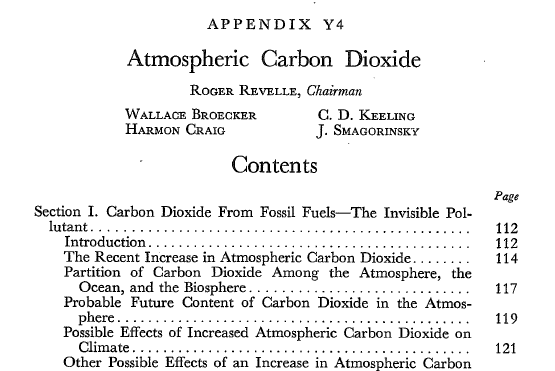 APPENDIX Y4
Atmospheric Carbon Dioxide
ROGER REVELLE, Chairman
WALLACE BROECKER C. D. KEELING
HARMON CRAIG J. SMAGORINSKY
Contents
Page
Section I. Carbon Dioxide From Fossil Fuels—The Invisible Pol-
lutant................................................ 112
Introduction........................................ 112
The Recent Increase in Atmospheric Carbon Dioxide........ 114
Partition of Carbon Dioxide Among the Atmosphere, the
Ocean, and the Biosphere............................ 117
Probable Future Content of Carbon Dioxide in the Atmos-
phere............................................ 119
Possible Effects of Increased Atmospheric Carbon Dioxide on
Climate.......................................... 121
Other Possible Effects of an Increase in Atmospheric Carbon